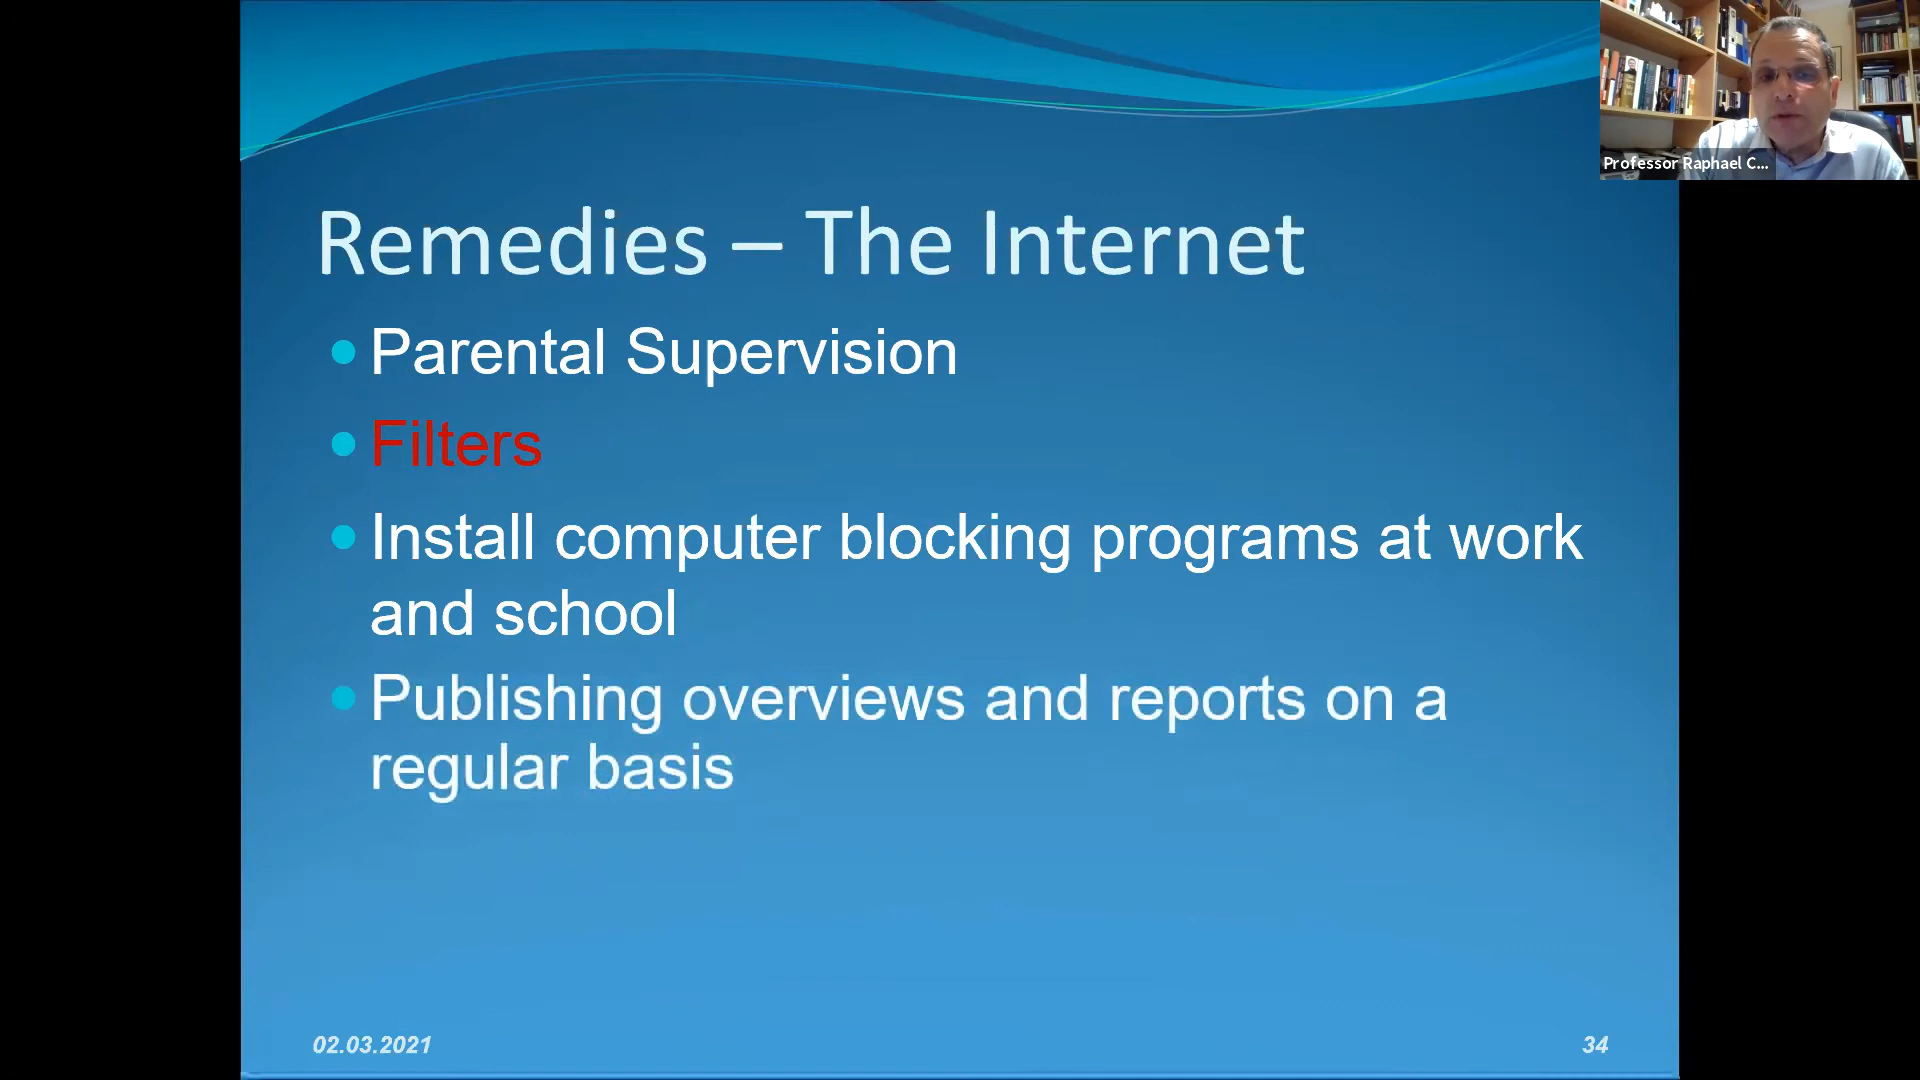 Professor Raphael C...
Remedies – The Internet
• Parental Supervision
• Filters
• Install computer blocking programs at work
and school
• Publishing overviews and reports on a
regular basis
02.03.2021
34